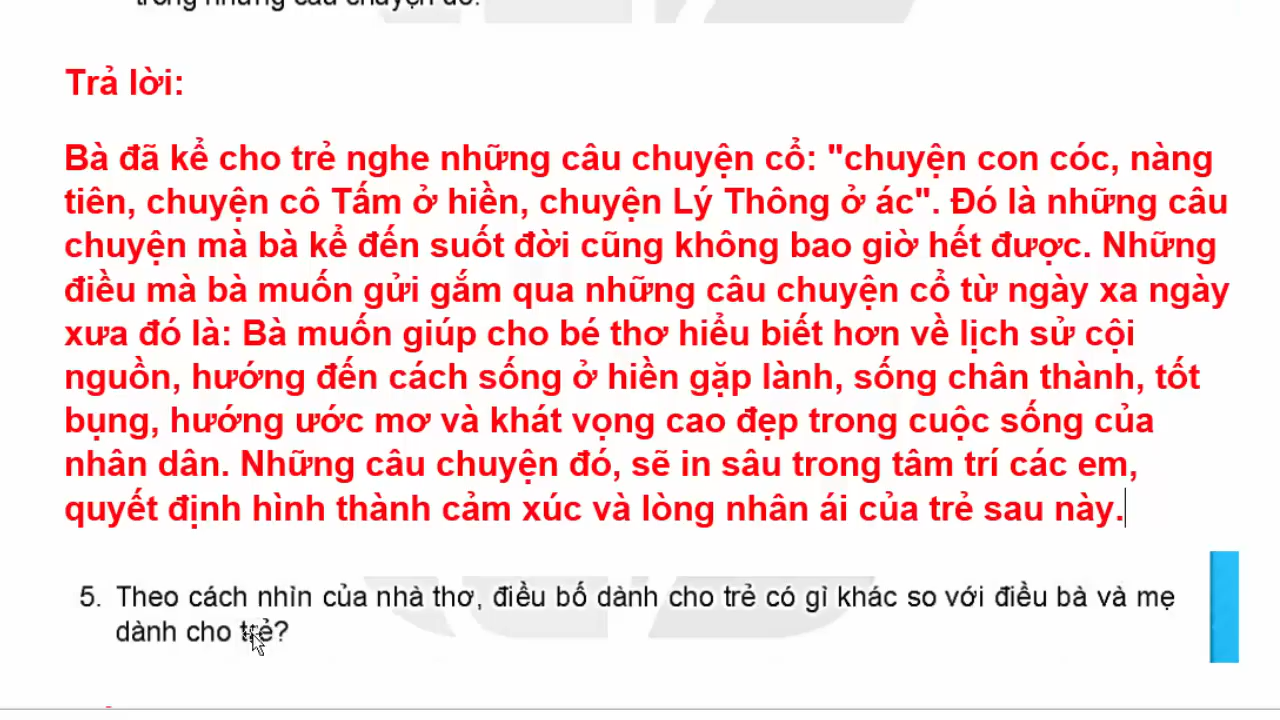 trong những câu chuyện đó.
Trả lời:
Bà đã kể cho trẻ nghe những câu chuyện cổ: "chuyện con cóc, nàng
tiên, chuyện cô Tấm ở hiền, chuyện Lý Thông ở ác". Đó là những câu
chuyện mà bà kể đến suốt đời cũng không bao giờ hết được. Những
điều mà bà muốn gửi gắm qua những câu chuyện cổ từ ngày xa ngày
xưa đó là: Bà muốn giúp cho bé thơ hiểu biết hơn về lịch sử cội
nguồn, hướng đến cách sống ở hiền gặp lành, sống chân thành, tốt
bụng, hướng ước mơ và khát vọng cao đẹp trong cuộc sống của
nhân dân. Những câu chuyện đó, sẽ in sâu trong tâm trí các em,
quyết định hình thành cảm xúc và lòng nhân ái của trẻ sau này.
5. Theo cách nhìn của nhà thơ, điều bố dành cho trẻ có gì khác so với điều bà và mẹ
dành cho trẻ?